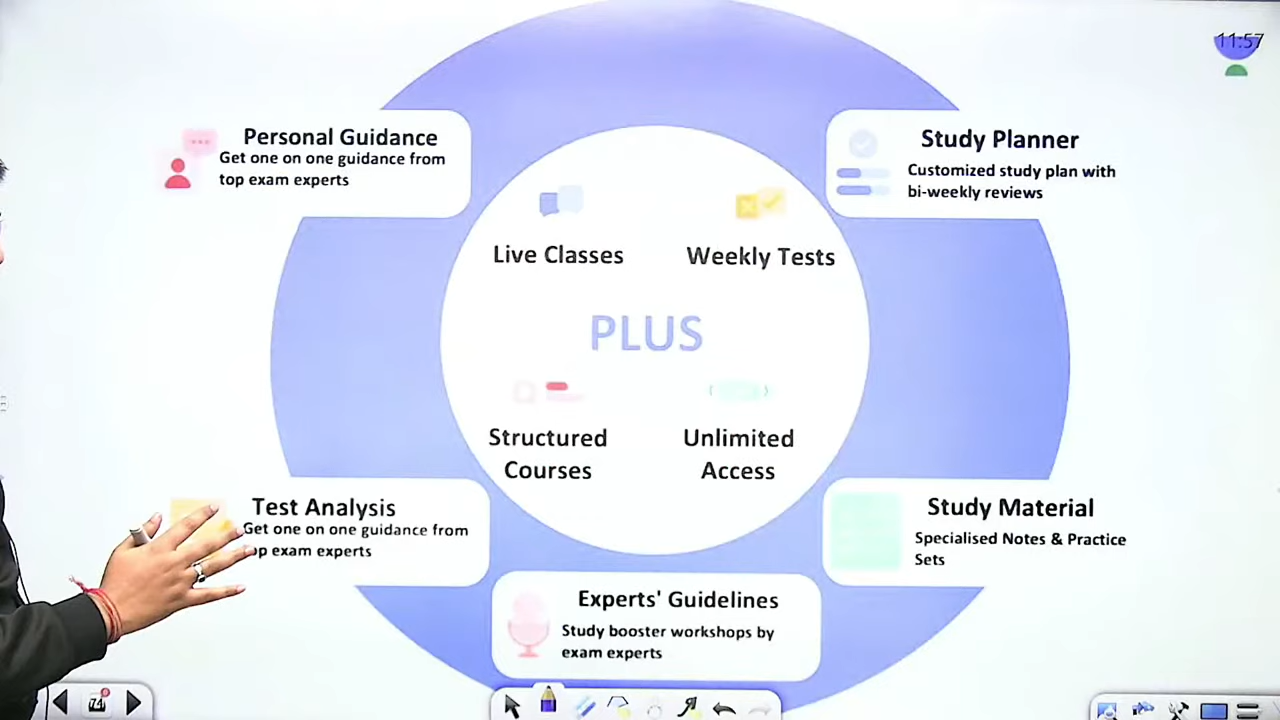 11:57
Personal Guidance
Get one on one guidance from
top exam experts
Study Planner
Customized study plan with
bi-weekly reviews
Live Classes
Weekly Tests
PLUS
Structured
Courses
Unlimited
Access
Test Analysis
Get one on one guidance from
top exam experts
Study Material
Specialised Notes & Practice
Sets
Experts' Guidelines
Study booster workshops by
exam experts
74